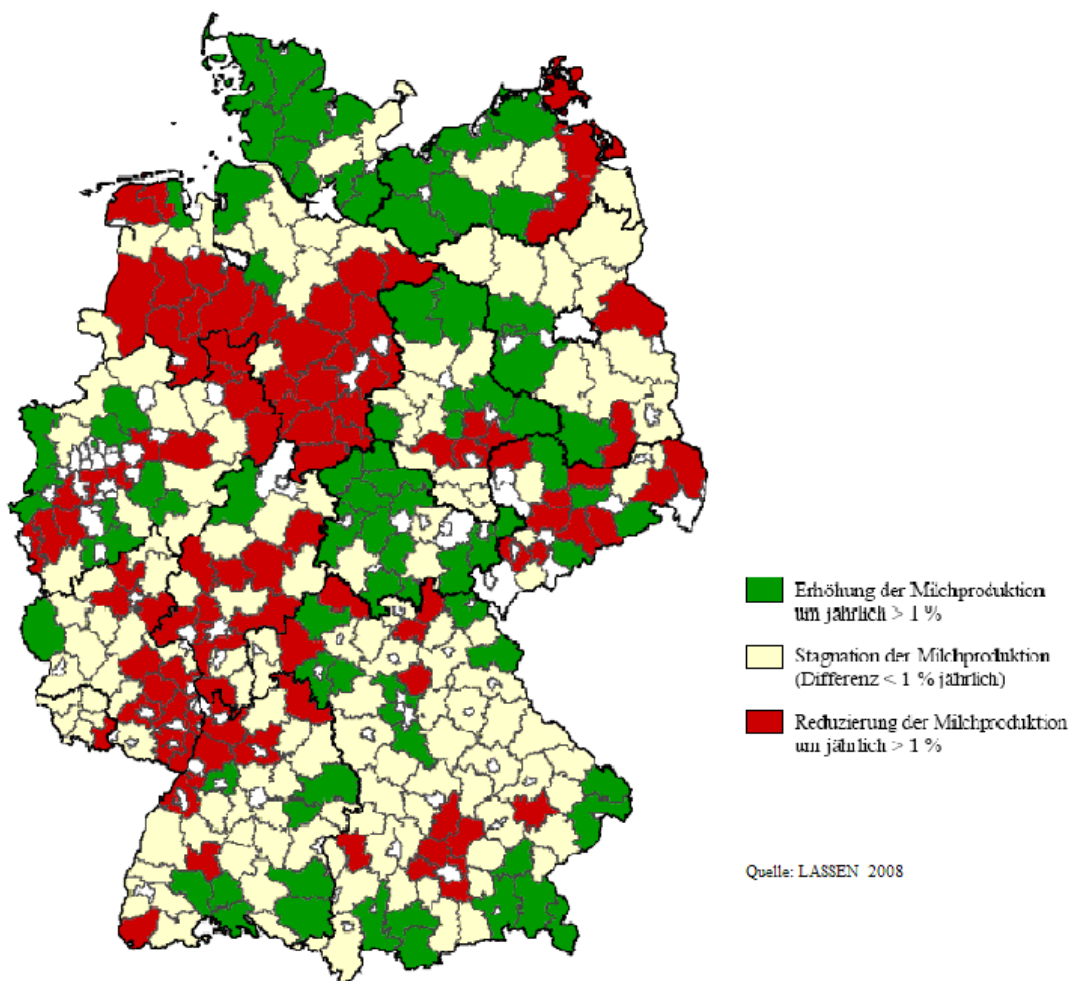 Erhöhung der Milchproduktion
um jährlich > 1 %
Stagnation der Milchproduktion
(Differenz < 1 % jährlich)
Reduzierung der Milchproduktion
um jährlich > 1 %
Quelle: LASSEN 2008